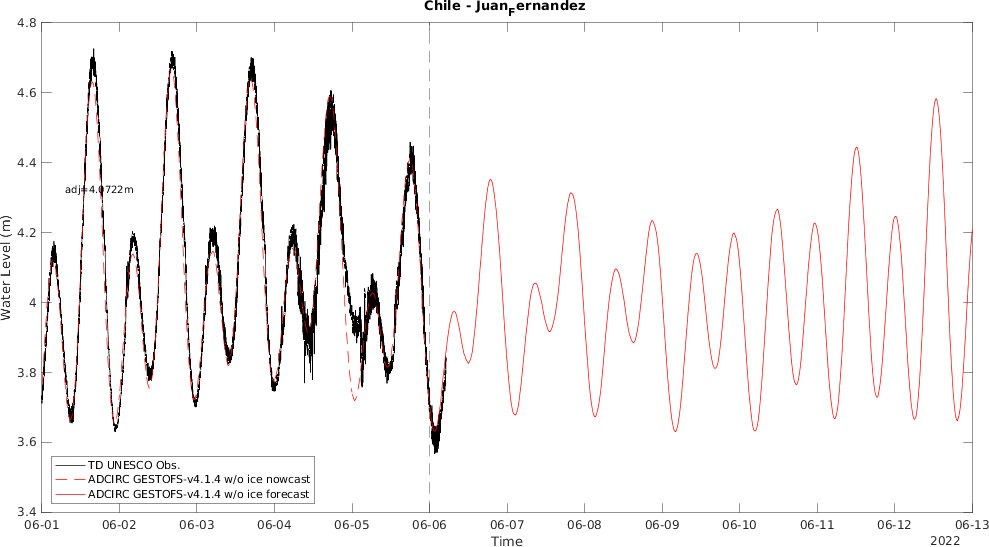 Chile - Juan_Fernandez
4.8
4.6
4.4
4.2
4
3.8
3.6
3.4
Water Level (m)
adj=4.0722m
TD UNESCO Obs.
ADCIRC GESTOFS-v4.1.4 w/o ice nowcast
ADCIRC GESTOFS-v4.1.4 w/o ice forecast
06-01 06-02 06-03 06-04 06-05 06-06 06-07 06-08 06-09 06-10 06-11 06-12 06-13
Time
2022